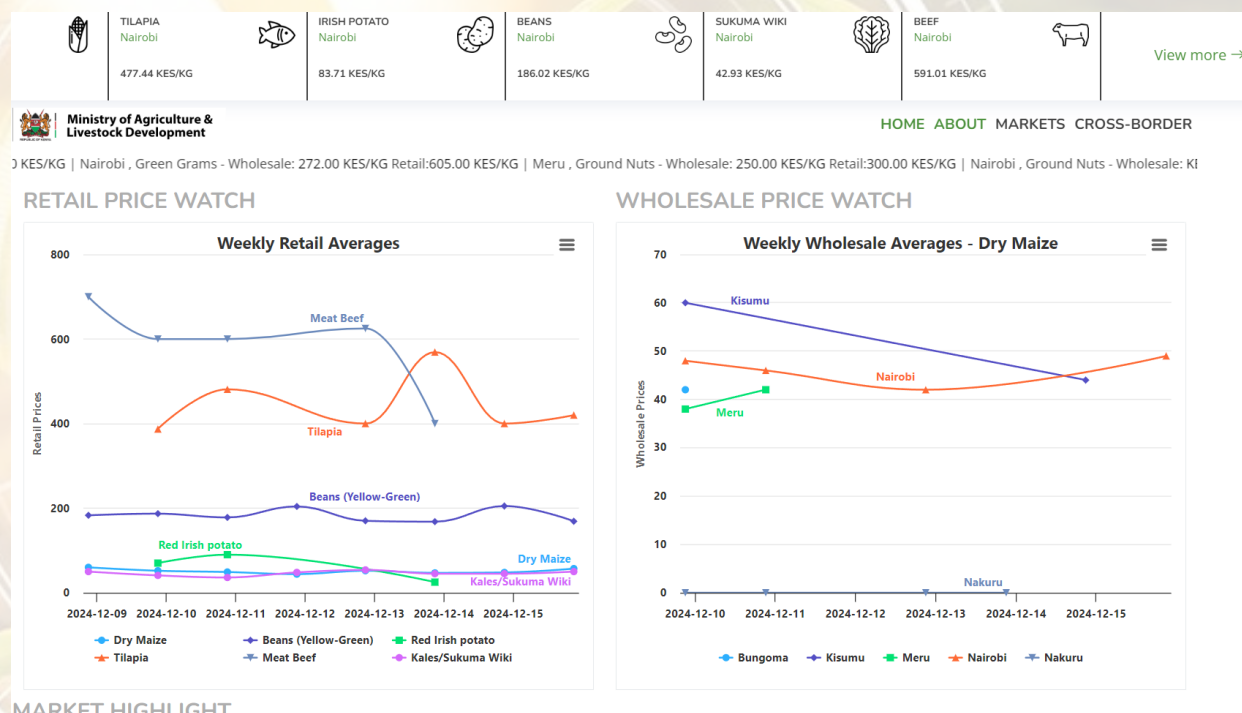 TILAPIA
Nairobi
477.44 KES/KG
IRISH POTATO
Nairobi
83.71 KES/KG
BEANS
Nairobi
186.02 KES/KG
SUKUMA WIKI
Nairobi
42.93 KES/KG
BEEF
Nairobi
591.01 KES/KG
View more →
Ministry of Agriculture &
Livestock Development
HOME ABOUT MARKETS CROSS-BORDER
KES/KG | Nairobi , Green Grams - Wholesale: 272.00 KES/KG Retail:605.00 KES/KG | Meru , Ground Nuts - Wholesale: 250.00 KES/KG Retail:300.00 KES/KG | Nairobi , Ground Nuts - Wholesale:
RETAIL PRICE WATCH
Weekly Retail Averages
800
600
400
200
0
Retail Prices
Meat Beef
Tilapia
Beans (Yellow-Green)
Red Irish potato
Dry Maize
Kales/Sukuma Wiki
2024-12-09 2024-12-10 2024-12-11 2024-12-12 2024-12-13 2024-12-14 2024-12-15
Dry Maize Beans (Yellow-Green) Red Irish potato
Tilapia Meat Beef Kales/Sukuma Wiki
WHOLESALE PRICE WATCH
Weekly Wholesale Averages - Dry Maize
70
60
50
40
30
20
10
0
Wholesale Prices
Kisumu
Nairobi
Meru
Nakuru
2024-12-10 2024-12-11 2024-12-12 2024-12-13 2024-12-14 2024-12-15
Bungoma Kisumu Meru Nairobi Nakuru
MARKET HIGHLIGHT